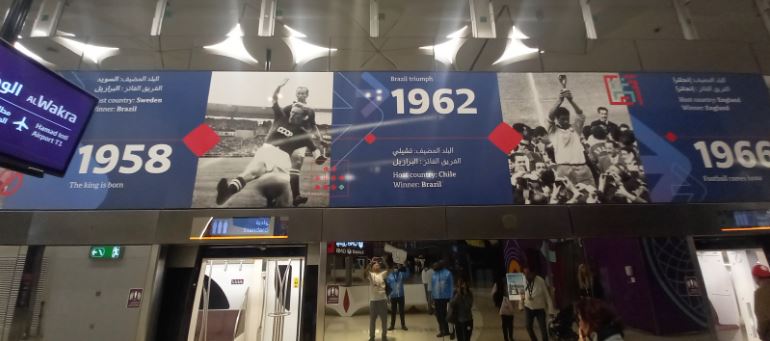 Al Wakra
Hamad Int
Airport T1
البلد المضيف: السويد
الفريق الفائز: البرازيل
Host country: Sweden
Winner: Brazil
1958
The king is born
Brazil triumph
1962
البلد المضيف: تشيلي
الفريق الفائز: البرازيل
Host country: Chile
Winner: Brazil
البلد المضيف: إنجلترا
الفريق الفائز: إنجلترا
Host country: England
Winner: England
1966
Football comes home
Standard